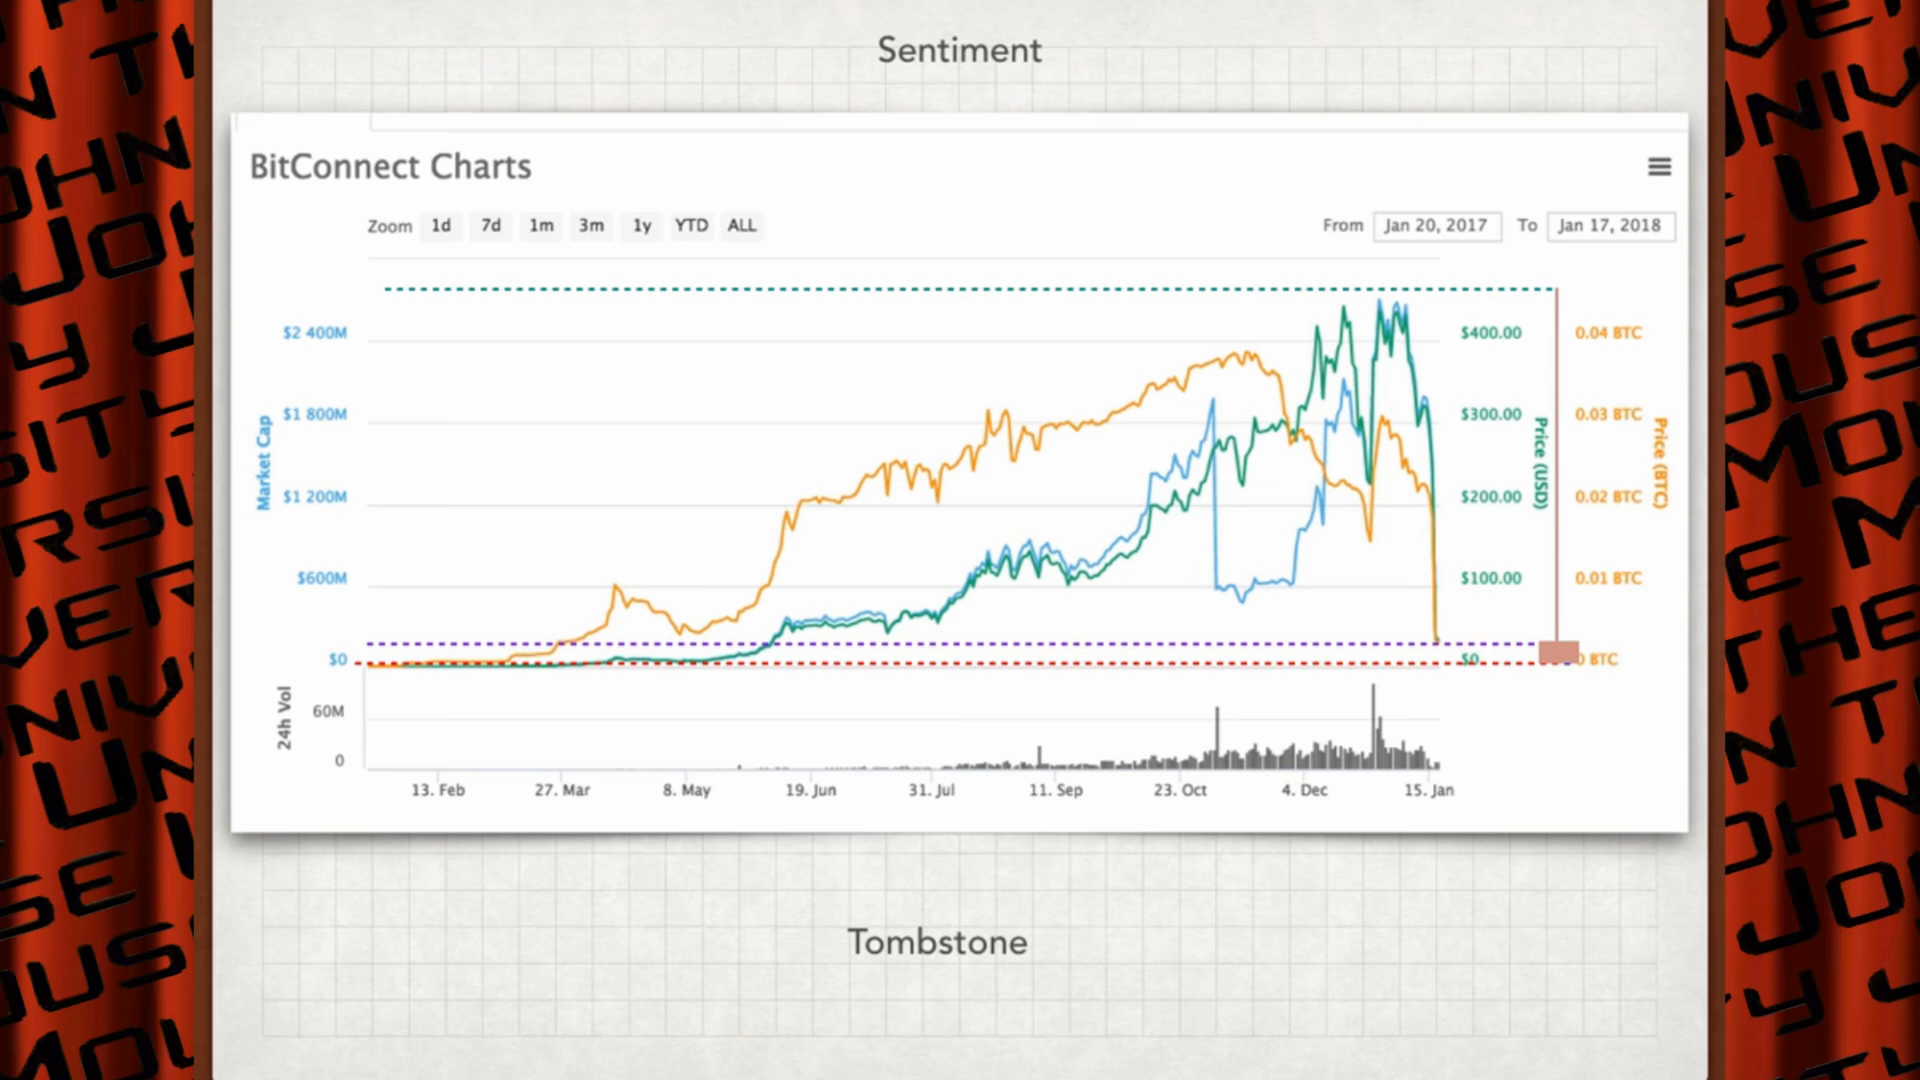 Sentiment
BitConnect Charts
Zoom 1d 7d 1m 3m 1y YTD ALL
From Jan 20, 2017 To Jan 17, 2018
$2 400M $400.00 0.04 BTC
$1 800M $300.00 0.03 BTC
Market Cap Price (USD) Price (BTC)
$1 200M $200.00 0.02 BTC
$600M $100.00 0.01 BTC
$0 $0 0 BTC
24h Vol
60M
0
13. Feb 27. Mar 8. May 19. Jun 31. Jul 11. Sep 23. Oct 4. Dec 15. Jan
Tombstone